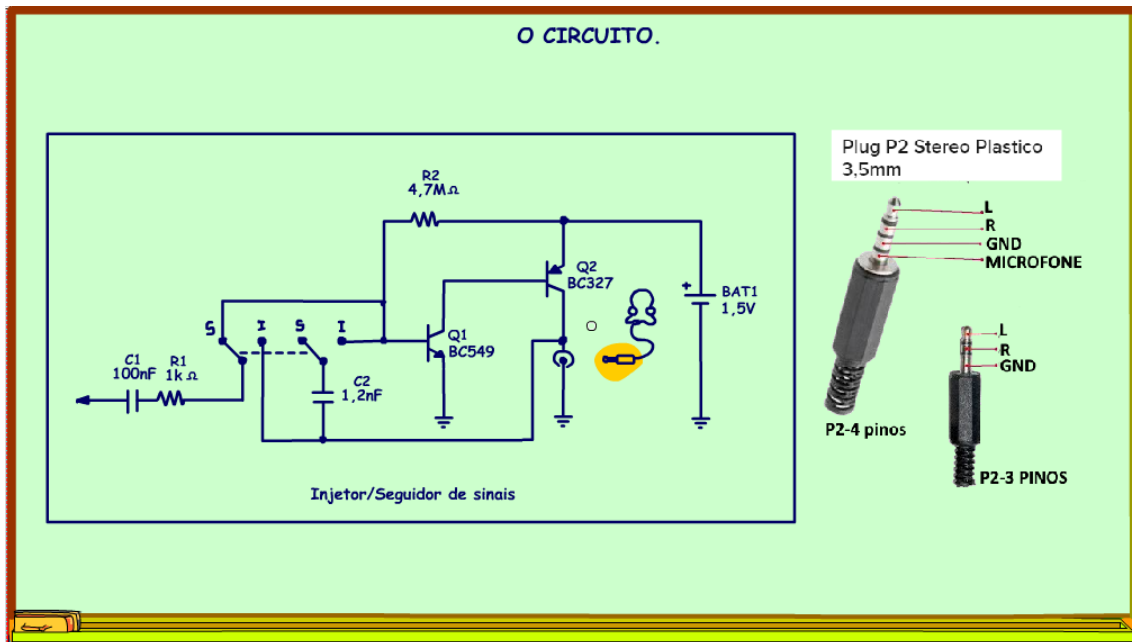 O CIRCUITO.
R2
4,7MΩ
Q2
BC327
+
BAT1
1,5V
S I S I
Q1
BC549
C1
100nF
R1
1kΩ
C2
1,2nF
Injetor/Seguidor de sinais
Plug P2 Stereo Plastico
3,5mm
L
R
GND
MICROFONE
P2-4 pinos
L
R
GND
P2-3 PINOS